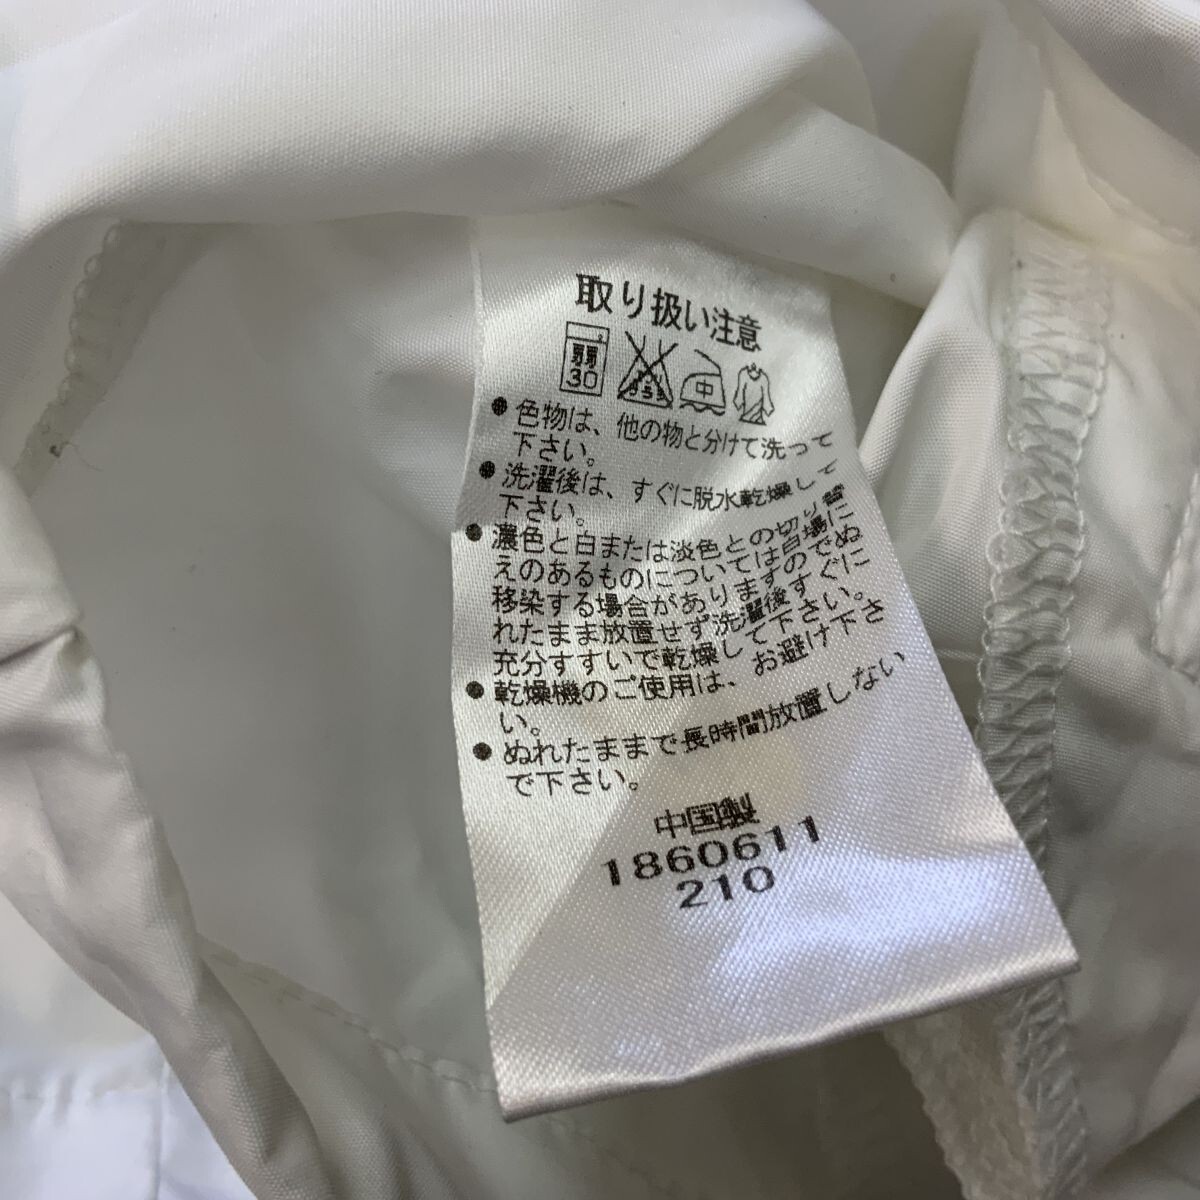 取り扱い注意
弱
30
中
●色物は、他の物と分けて洗って
下さい。
●洗濯後は、すぐに脱水乾燥して
下さい。
●濃色と白または淡色との切り替
えのあるものについては白場に
移染する場合がありますのでぬ
れたまま放置せず洗濯後すぐに
充分すすいで乾燥して下さい。
●乾燥機のご使用は、お避け下さ
い。
●ぬれたままで長時間放置しない
で下さい。
中国製
1860611
210